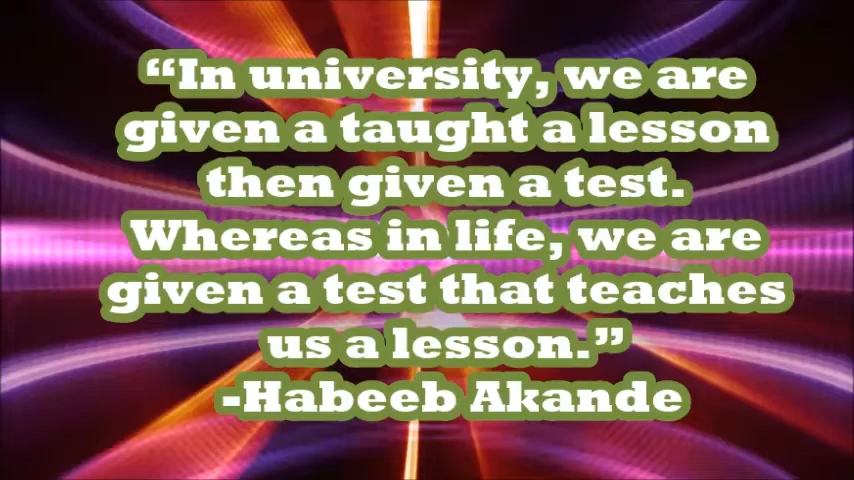 “In university, we are
given a taught a lesson
then given a test.
Whereas in life, we are
given a test that teaches
us a lesson.”
-Habeeb Akande